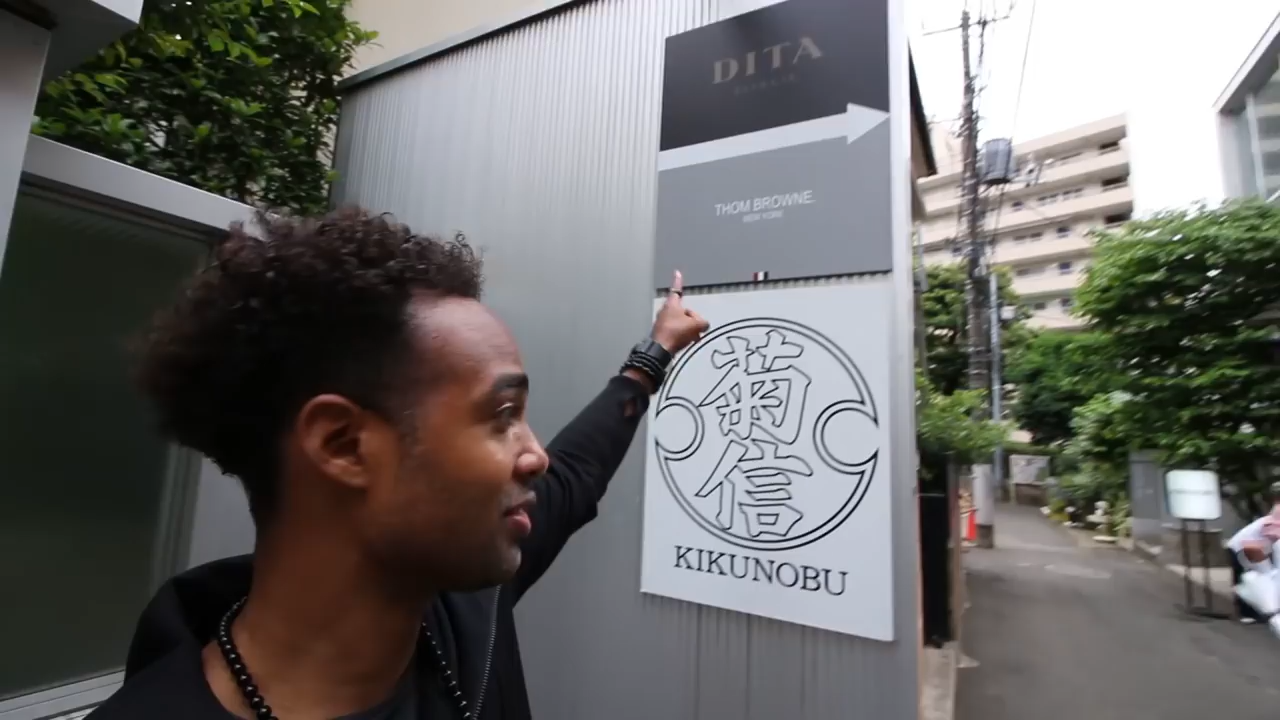 DITA
THOM BROWNE.
NEW YORK
菊
信
KIKUNOBU